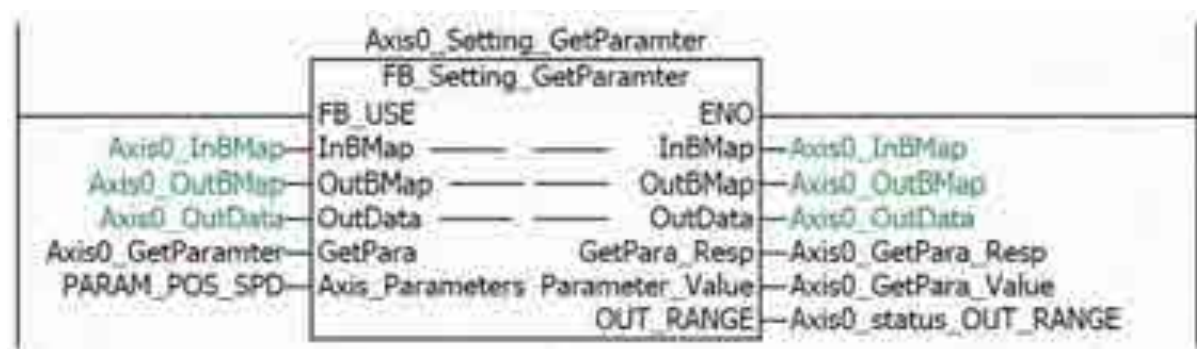 Axis0_Setting_GetParamter
FB_Setting_GetParamter
FB_USE ENO
Axis0_InBMap InBMap InBMap Axis0_InBMap
Axis0_OutBMap OutBMap OutBMap Axis0_OutBMap
Axis0_OutData OutData OutData Axis0_OutData
Axis0_GetParamter GetPara GetPara_Resp Axis0_GetPara_Resp
PARAM_POS_SPD Axis_Parameters Parameter_Value Axis0_GetPara_Value
OUT_RANGE Axis0_status_OUT_RANGE